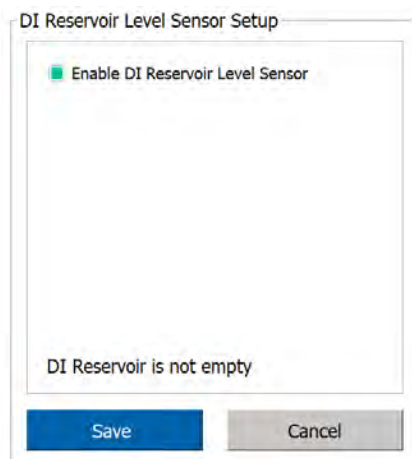 DI Reservoir Level Sensor Setup
Enable DI Reservoir Level Sensor
DI Reservoir is not empty
Save
Cancel